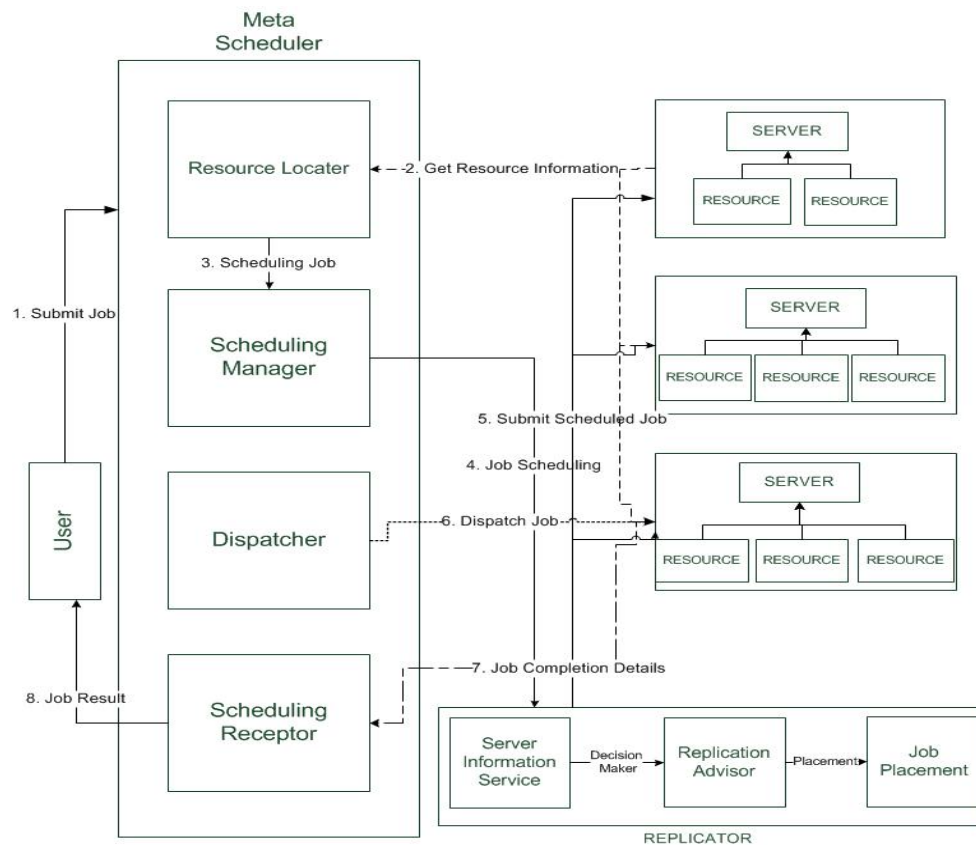 Meta
Scheduler
Resource Locater
2. Get Resource Information
SERVER
RESOURCE
RESOURCE
3. Scheduling Job
1. Submit Job
Scheduling
Manager
SERVER
RESOURCE
RESOURCE
RESOURCE
5. Submit Scheduled Job
4. Job Scheduling
User
Dispatcher
6. Dispatch Job
SERVER
RESOURCE
RESOURCE
RESOURCE
7. Job Completion Details
8. Job Result
Scheduling
Receptor
Server
Information
Service
Decision
Maker
Replication
Advisor
Placement
Job
Placement
REPLICATOR